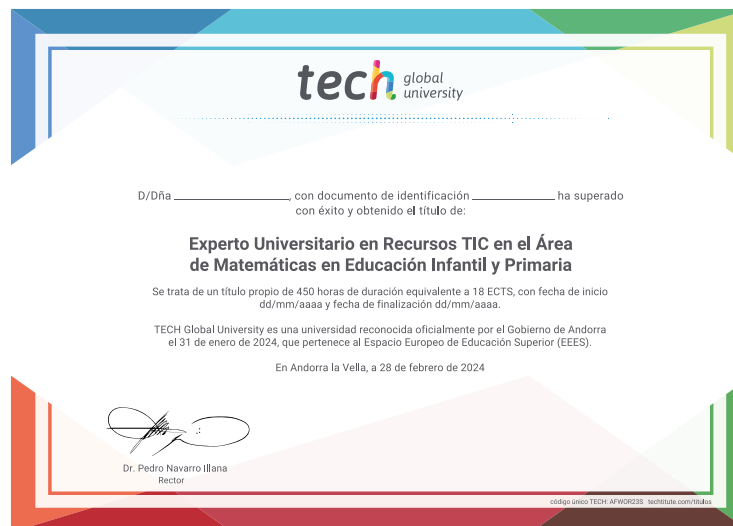 tech global
university
D/Dña ____________, con documento de identificación ____________ ha superado
con éxito y obtenido el título de:
Experto Universitario en Recursos TIC en el Área
de Matemáticas en Educación Infantil y Primaria
Se trata de un título propio de 450 horas de duración equivalente a 18 ECTS, con fecha de inicio
dd/mm/aaaa y fecha de finalización dd/mm/aaaa.
TECH Global University es una universidad reconocida oficialmente por el Gobierno de Andorra
el 31 de enero de 2024, que pertenece al Espacio Europeo de Educación Superior (EEES).
En Andorra la Vella, a 28 de febrero de 2024
Dr. Pedro Navarro Illana
Rector
código único TECH: AFWOR23S techtitute.com/titulos